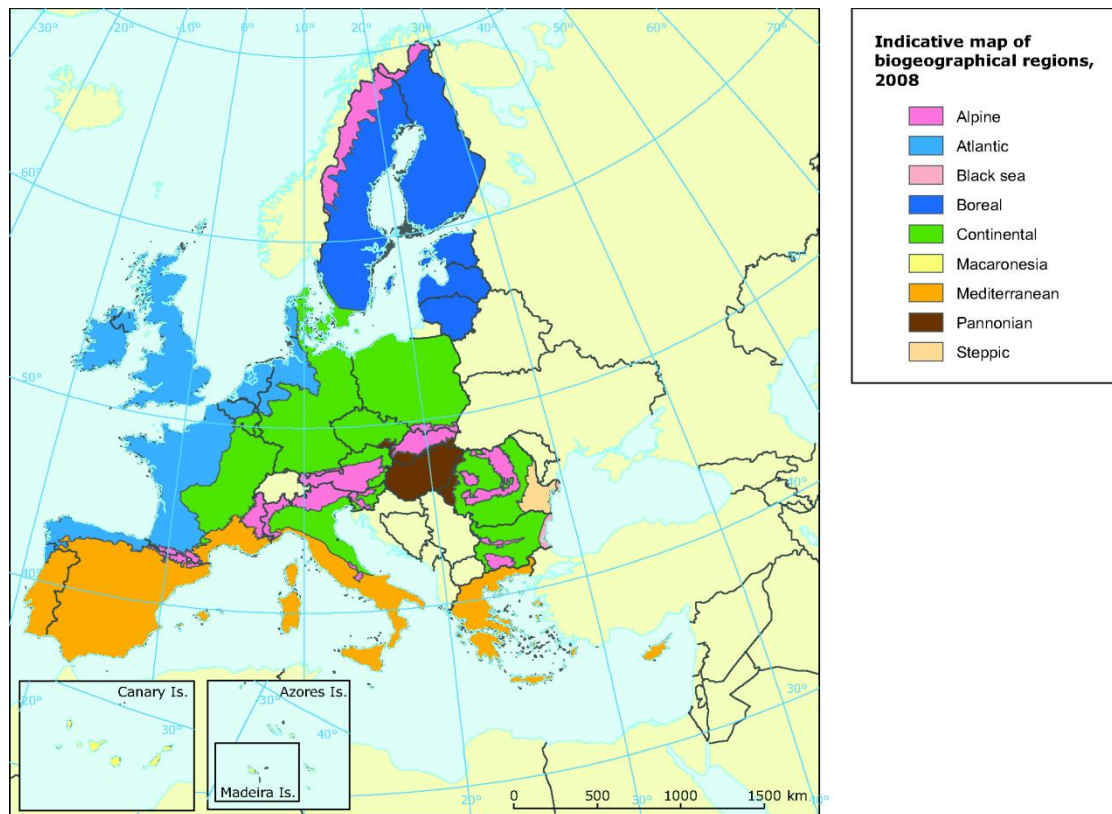 -30°
-20°
-10°
0°
10°
20°
30°
40°
50°
60°
70°
60°
50°
40°
50°
40°
30°
20°
30°
40°
Canary Is.
20°
30°
Azores Is.
30°
40°
Madeira Is.
0 500 1000 1500 km
Indicative map of
biogeographical regions,
2008
Alpine
Atlantic
Black sea
Boreal
Continental
Macaronesia
Mediterranean
Pannonian
Steppic